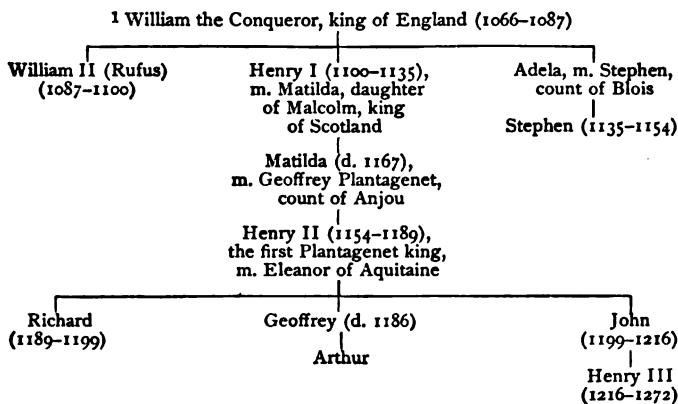 1 William the Conqueror, king of England (1066–1087)
William II (Rufus)
(1087–1100)
Henry I (1100–1135),
m. Matilda, daughter
of Malcolm, king
of Scotland
Adela, m. Stephen,
count of Blois
Stephen (1135–1154)
Matilda (d. 1167),
m. Geoffrey Plantagenet,
count of Anjou
Henry II (1154–1189),
the first Plantagenet king,
m. Eleanor of Aquitaine
Richard
(1189–1199)
Geoffrey (d. 1186)
Arthur
John
(1199–1216)
Henry III
(1216–1272)